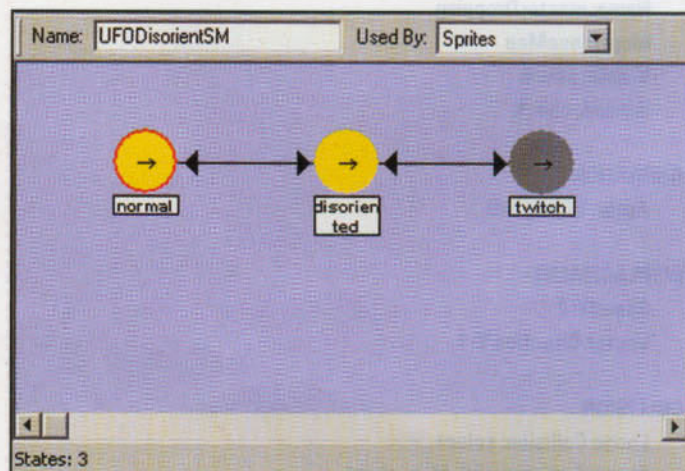 Name: UFODisorientSM Used By: Sprites
normal
disorien
ted
twitch
States: 3